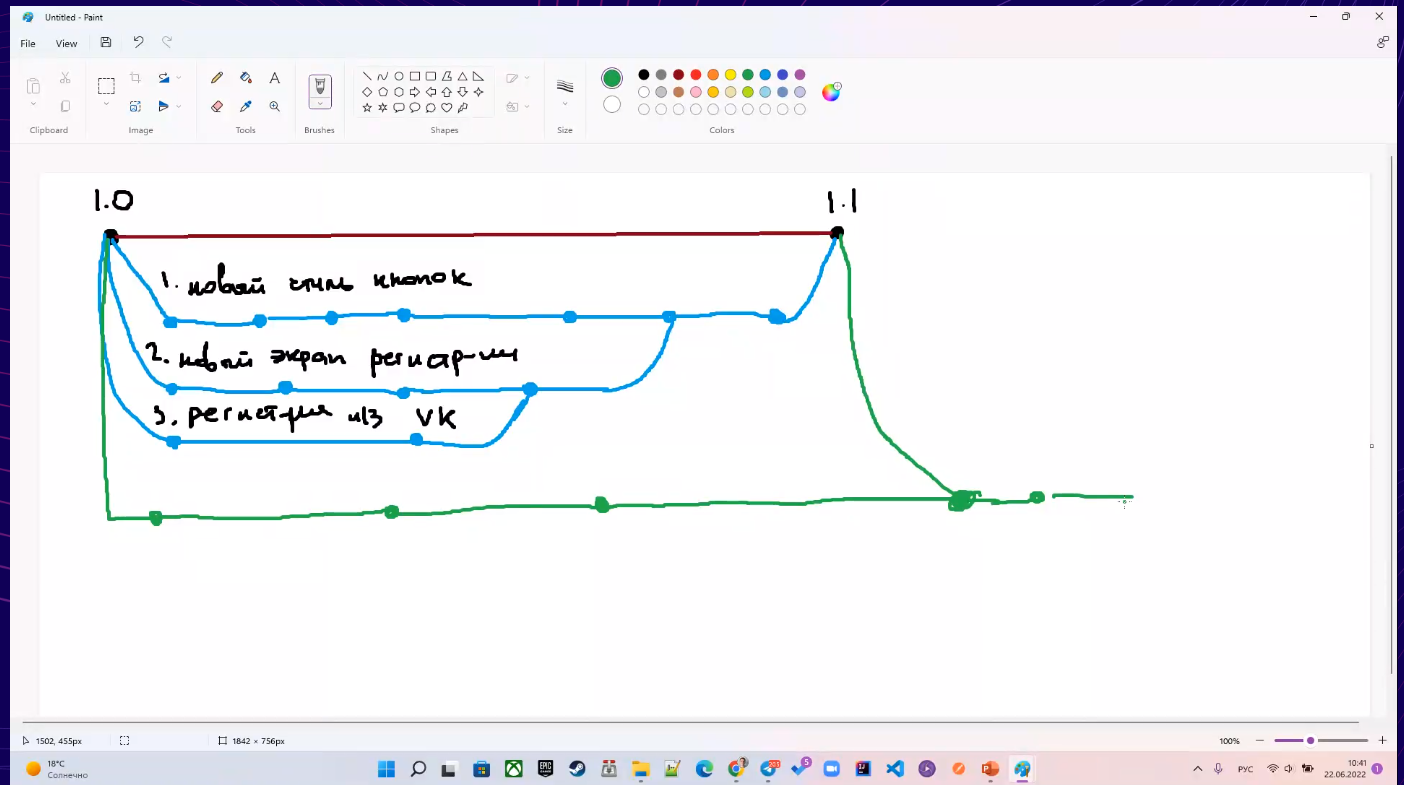 Untitled - Paint
File View
Clipboard Image Tools Brushes Shapes Size Colors
1.0 1.1
1. новый стиль кнопок
2. новый экран регистр-ии
3. регистр-ия ч/з VK
1502, 455px 1842 × 756px 100%
18°C
Солнечно
РУС
10:41
22.06.2022